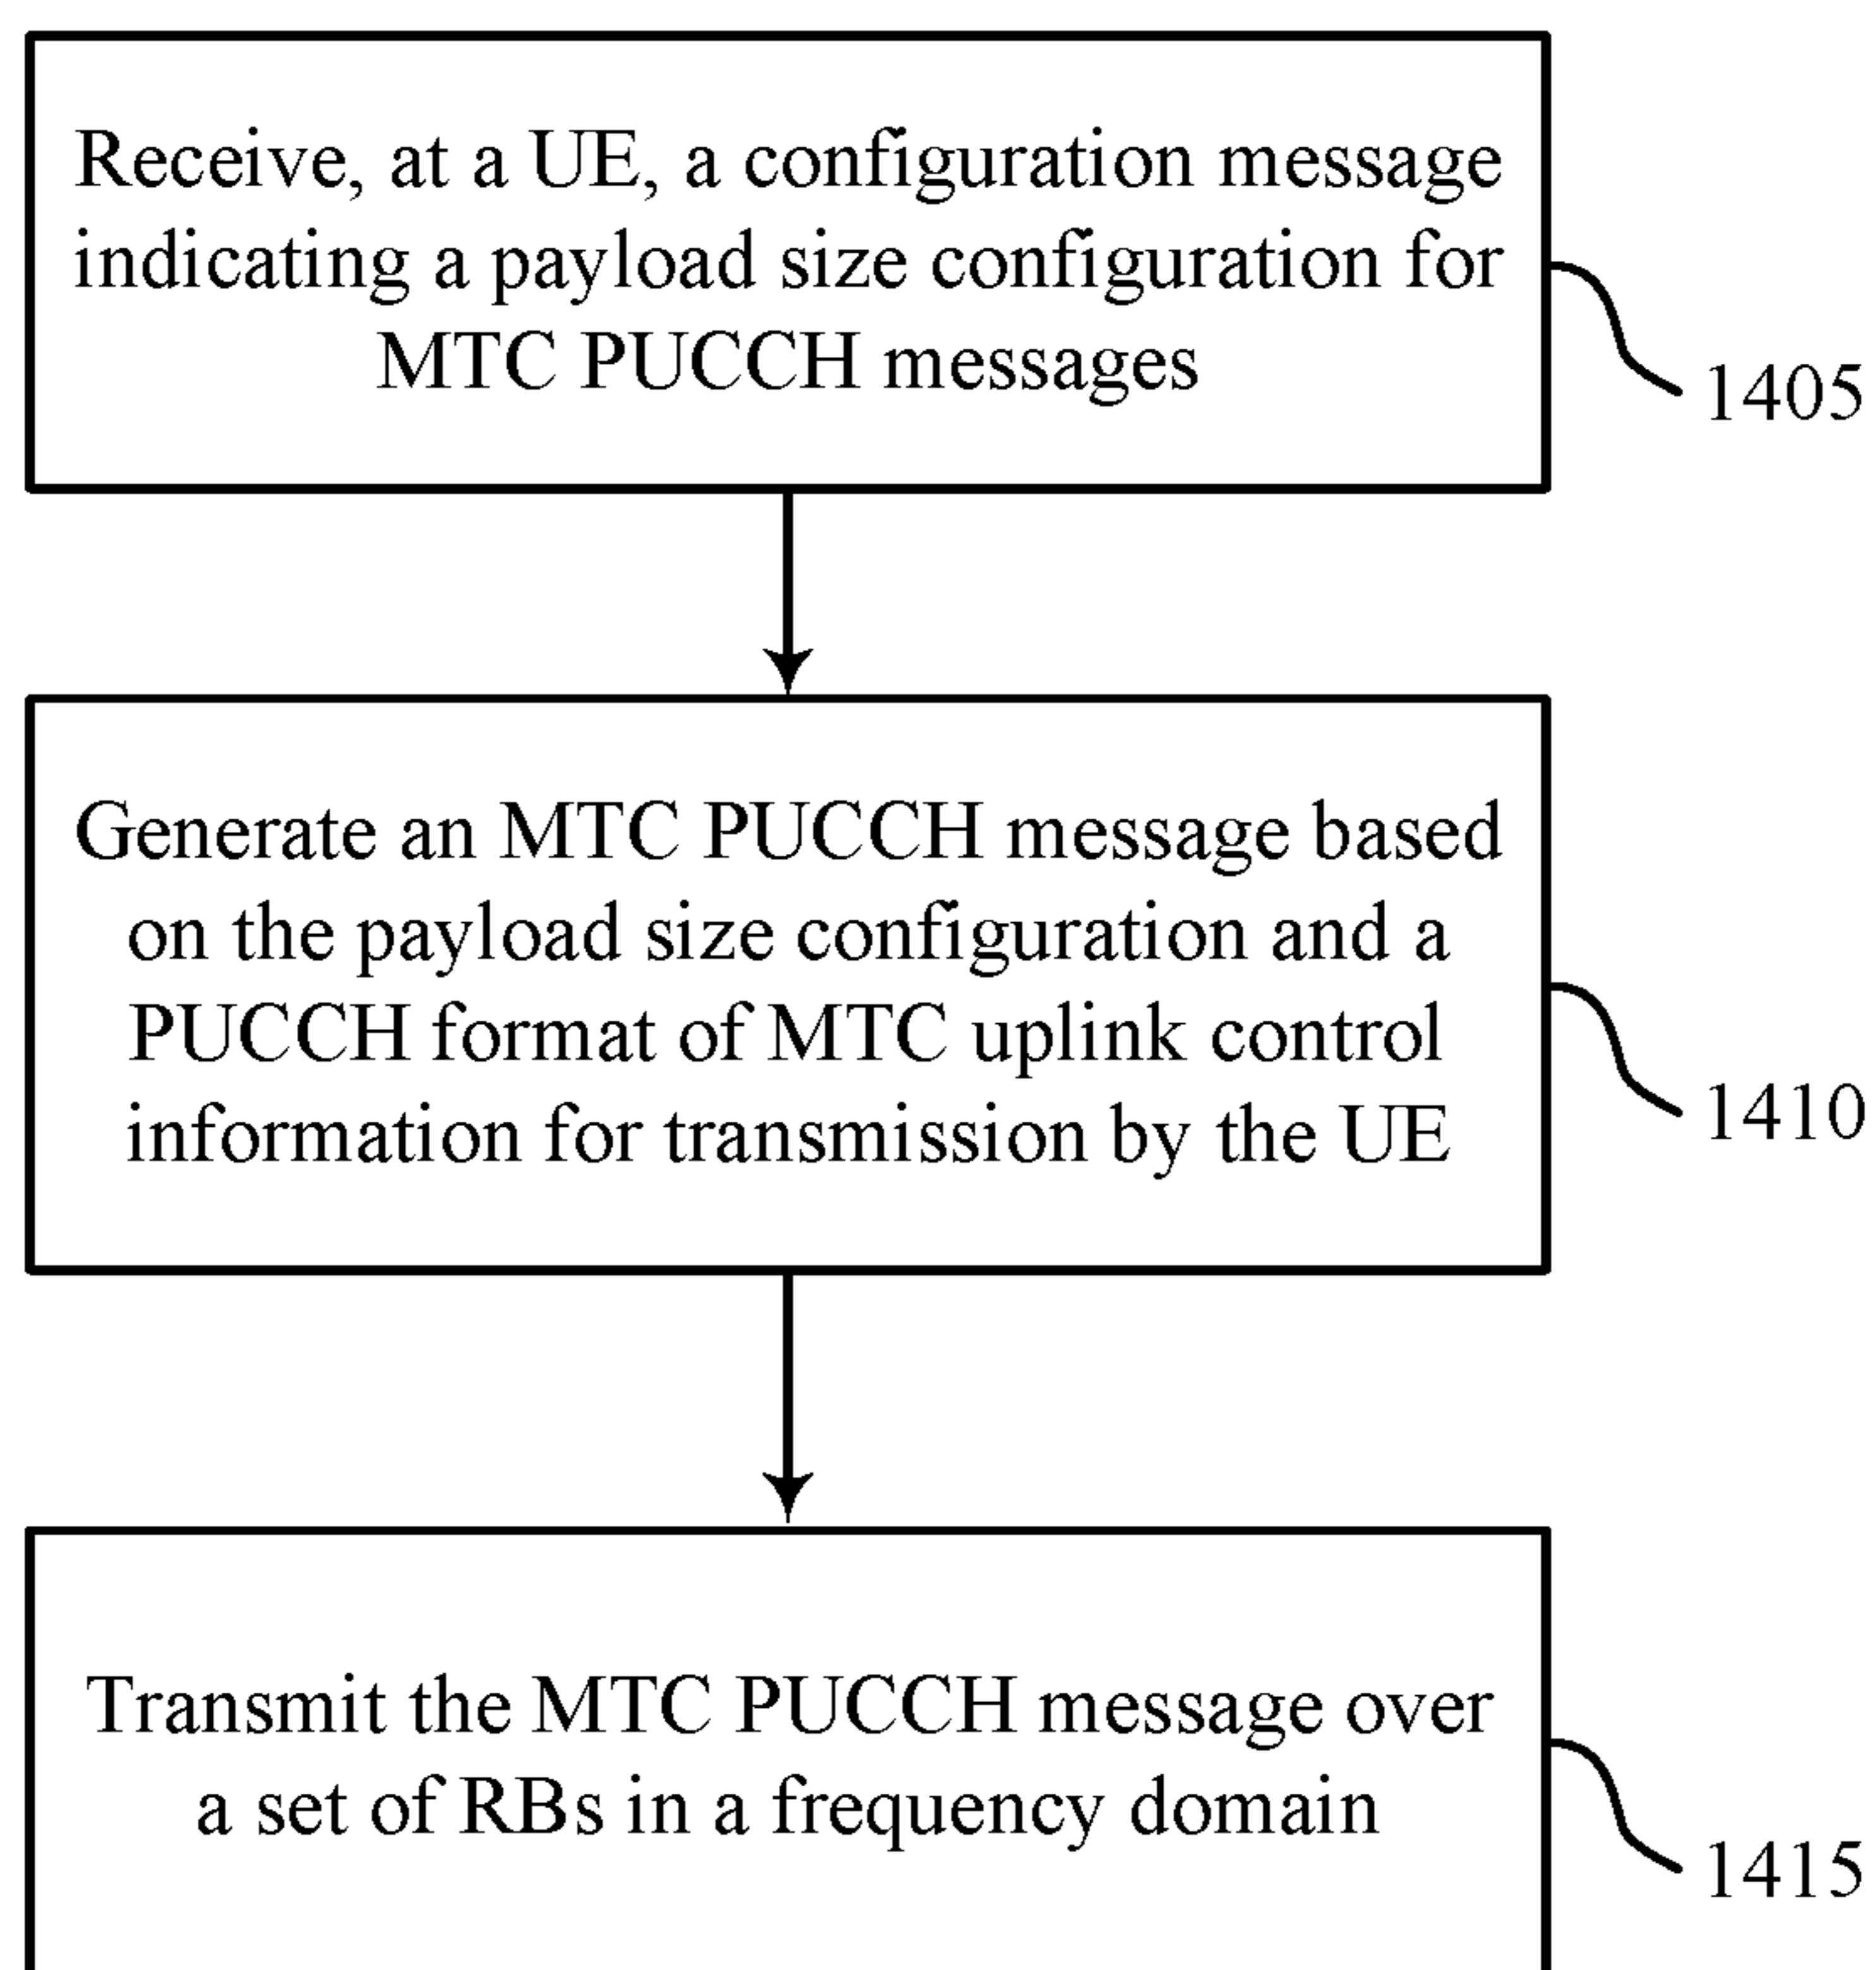 Receive, at a UE, a configuration message
indicating a payload size configuration for
MTC PUCCH messages
1405
Generate an MTC PUCCH message based
on the payload size configuration and a
PUCCH format of MTC uplink control
information for transmission by the UE
1410
Transmit the MTC PUCCH message over
a set of RBs in a frequency domain
1415